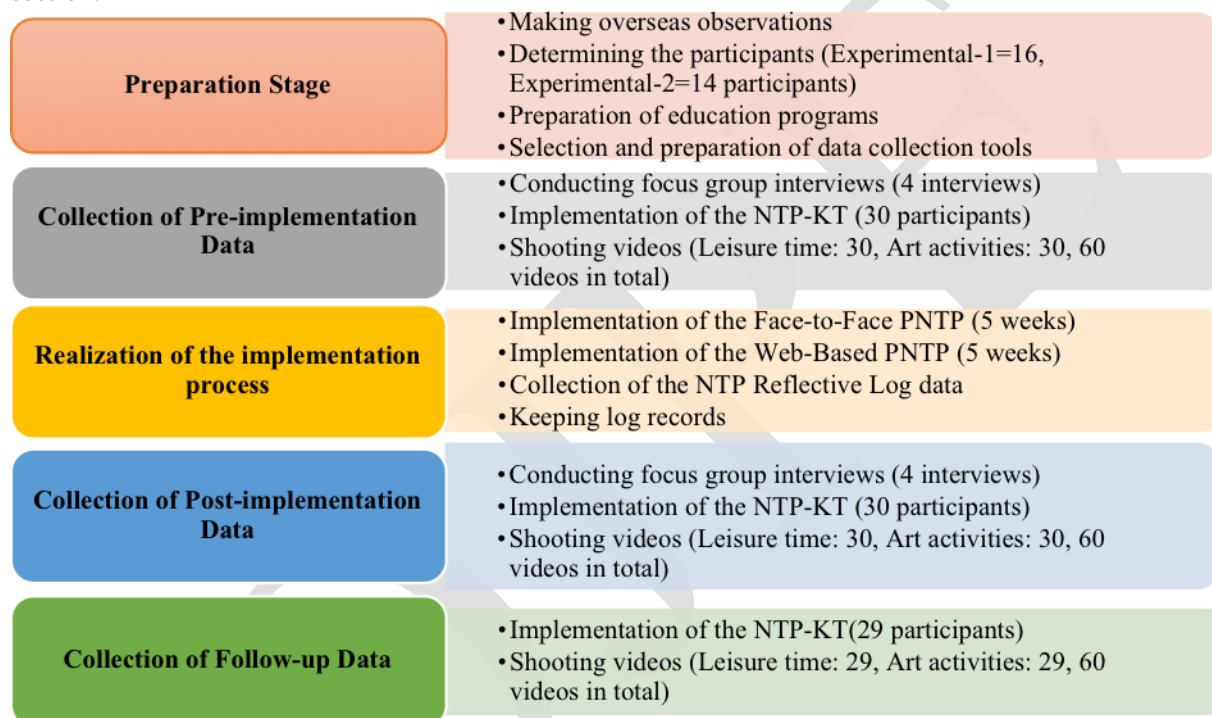 Preparation Stage
•Making overseas observations
•Determining the participants (Experimental-1=16,
Experimental-2=14 participants)
•Preparation of education programs
•Selection and preparation of data collection tools
Collection of Pre-implementation
Data
•Conducting focus group interviews (4 interviews)
•Implementation of the NTP-KT (30 participants)
•Shooting videos (Leisure time: 30, Art activities: 30, 60
videos in total)
Realization of the implementation
process
•Implementation of the Face-to-Face PNTP (5 weeks)
•Implementation of the Web-Based PNTP (5 weeks)
•Collection of the NTP Reflective Log data
•Keeping log records
Collection of Post-implementation
Data
•Conducting focus group interviews (4 interviews)
•Implementation of the NTP-KT (30 participants)
•Shooting videos (Leisure time: 30, Art activities: 30, 60
videos in total)
Collection of Follow-up Data
•Implementation of the NTP-KT(29 participants)
•Shooting videos (Leisure time: 29, Art activities: 29, 60
videos in total)